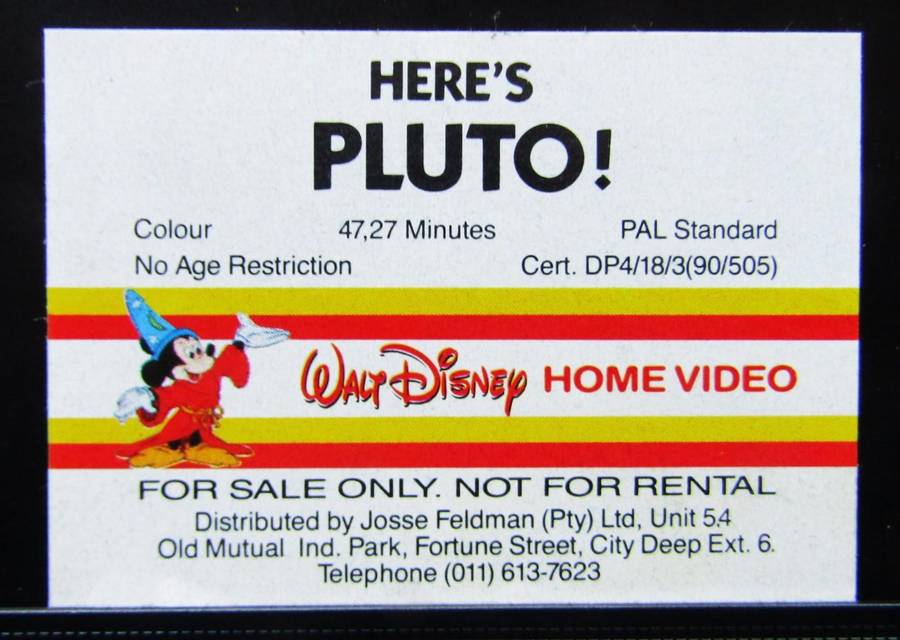 HERE'S
PLUTO!
Colour 47,27 Minutes PAL Standard
No Age Restriction Cert. DP4/18/3(90/505)
WALT DISNEY HOME VIDEO
FOR SALE ONLY. NOT FOR RENTAL
Distributed by Josse Feldman (Pty) Ltd, Unit 5.4
Old Mutual Ind. Park, Fortune Street, City Deep Ext. 6.
Telephone (011) 613-7623